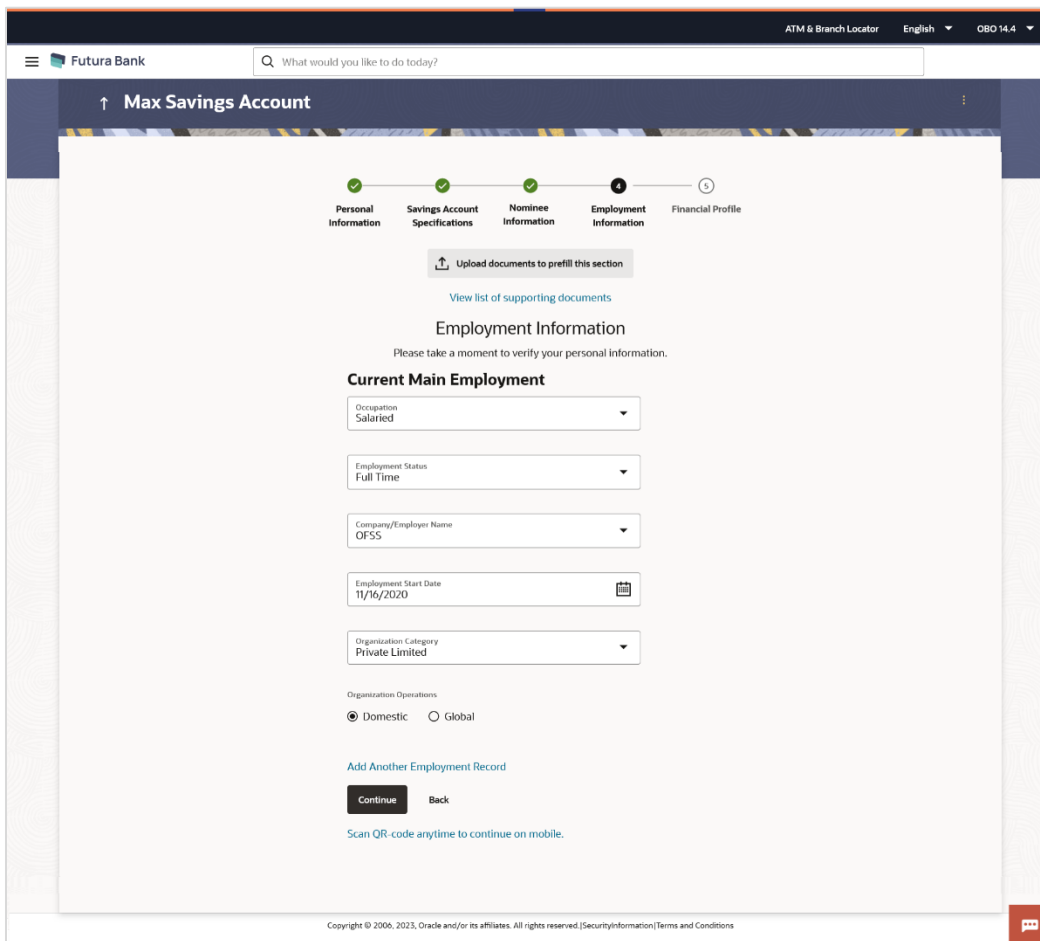 ATM & Branch Locator English OBO 14.4
Futura Bank What would you like to do today?
Max Savings Account
4 5
Personal Information Savings Account Specifications Nominee Information Employment Information Financial Profile
Upload documents to prefill this section
View list of supporting documents
Employment Information
Please take a moment to verify your personal information.
Current Main Employment
Occupation
Salaried
Employment Status
Full Time
Company/Employer Name
OFSS
Employment Start Date
11/16/2020
Organization Category
Private Limited
Organization Operations
Domestic Global
Add Another Employment Record
Continue Back
Scan QR-code anytime to continue on mobile.
Copyright © 2006, 2023, Oracle and/or its affiliates. All rights reserved.|SecurityInformation|Terms and Conditions